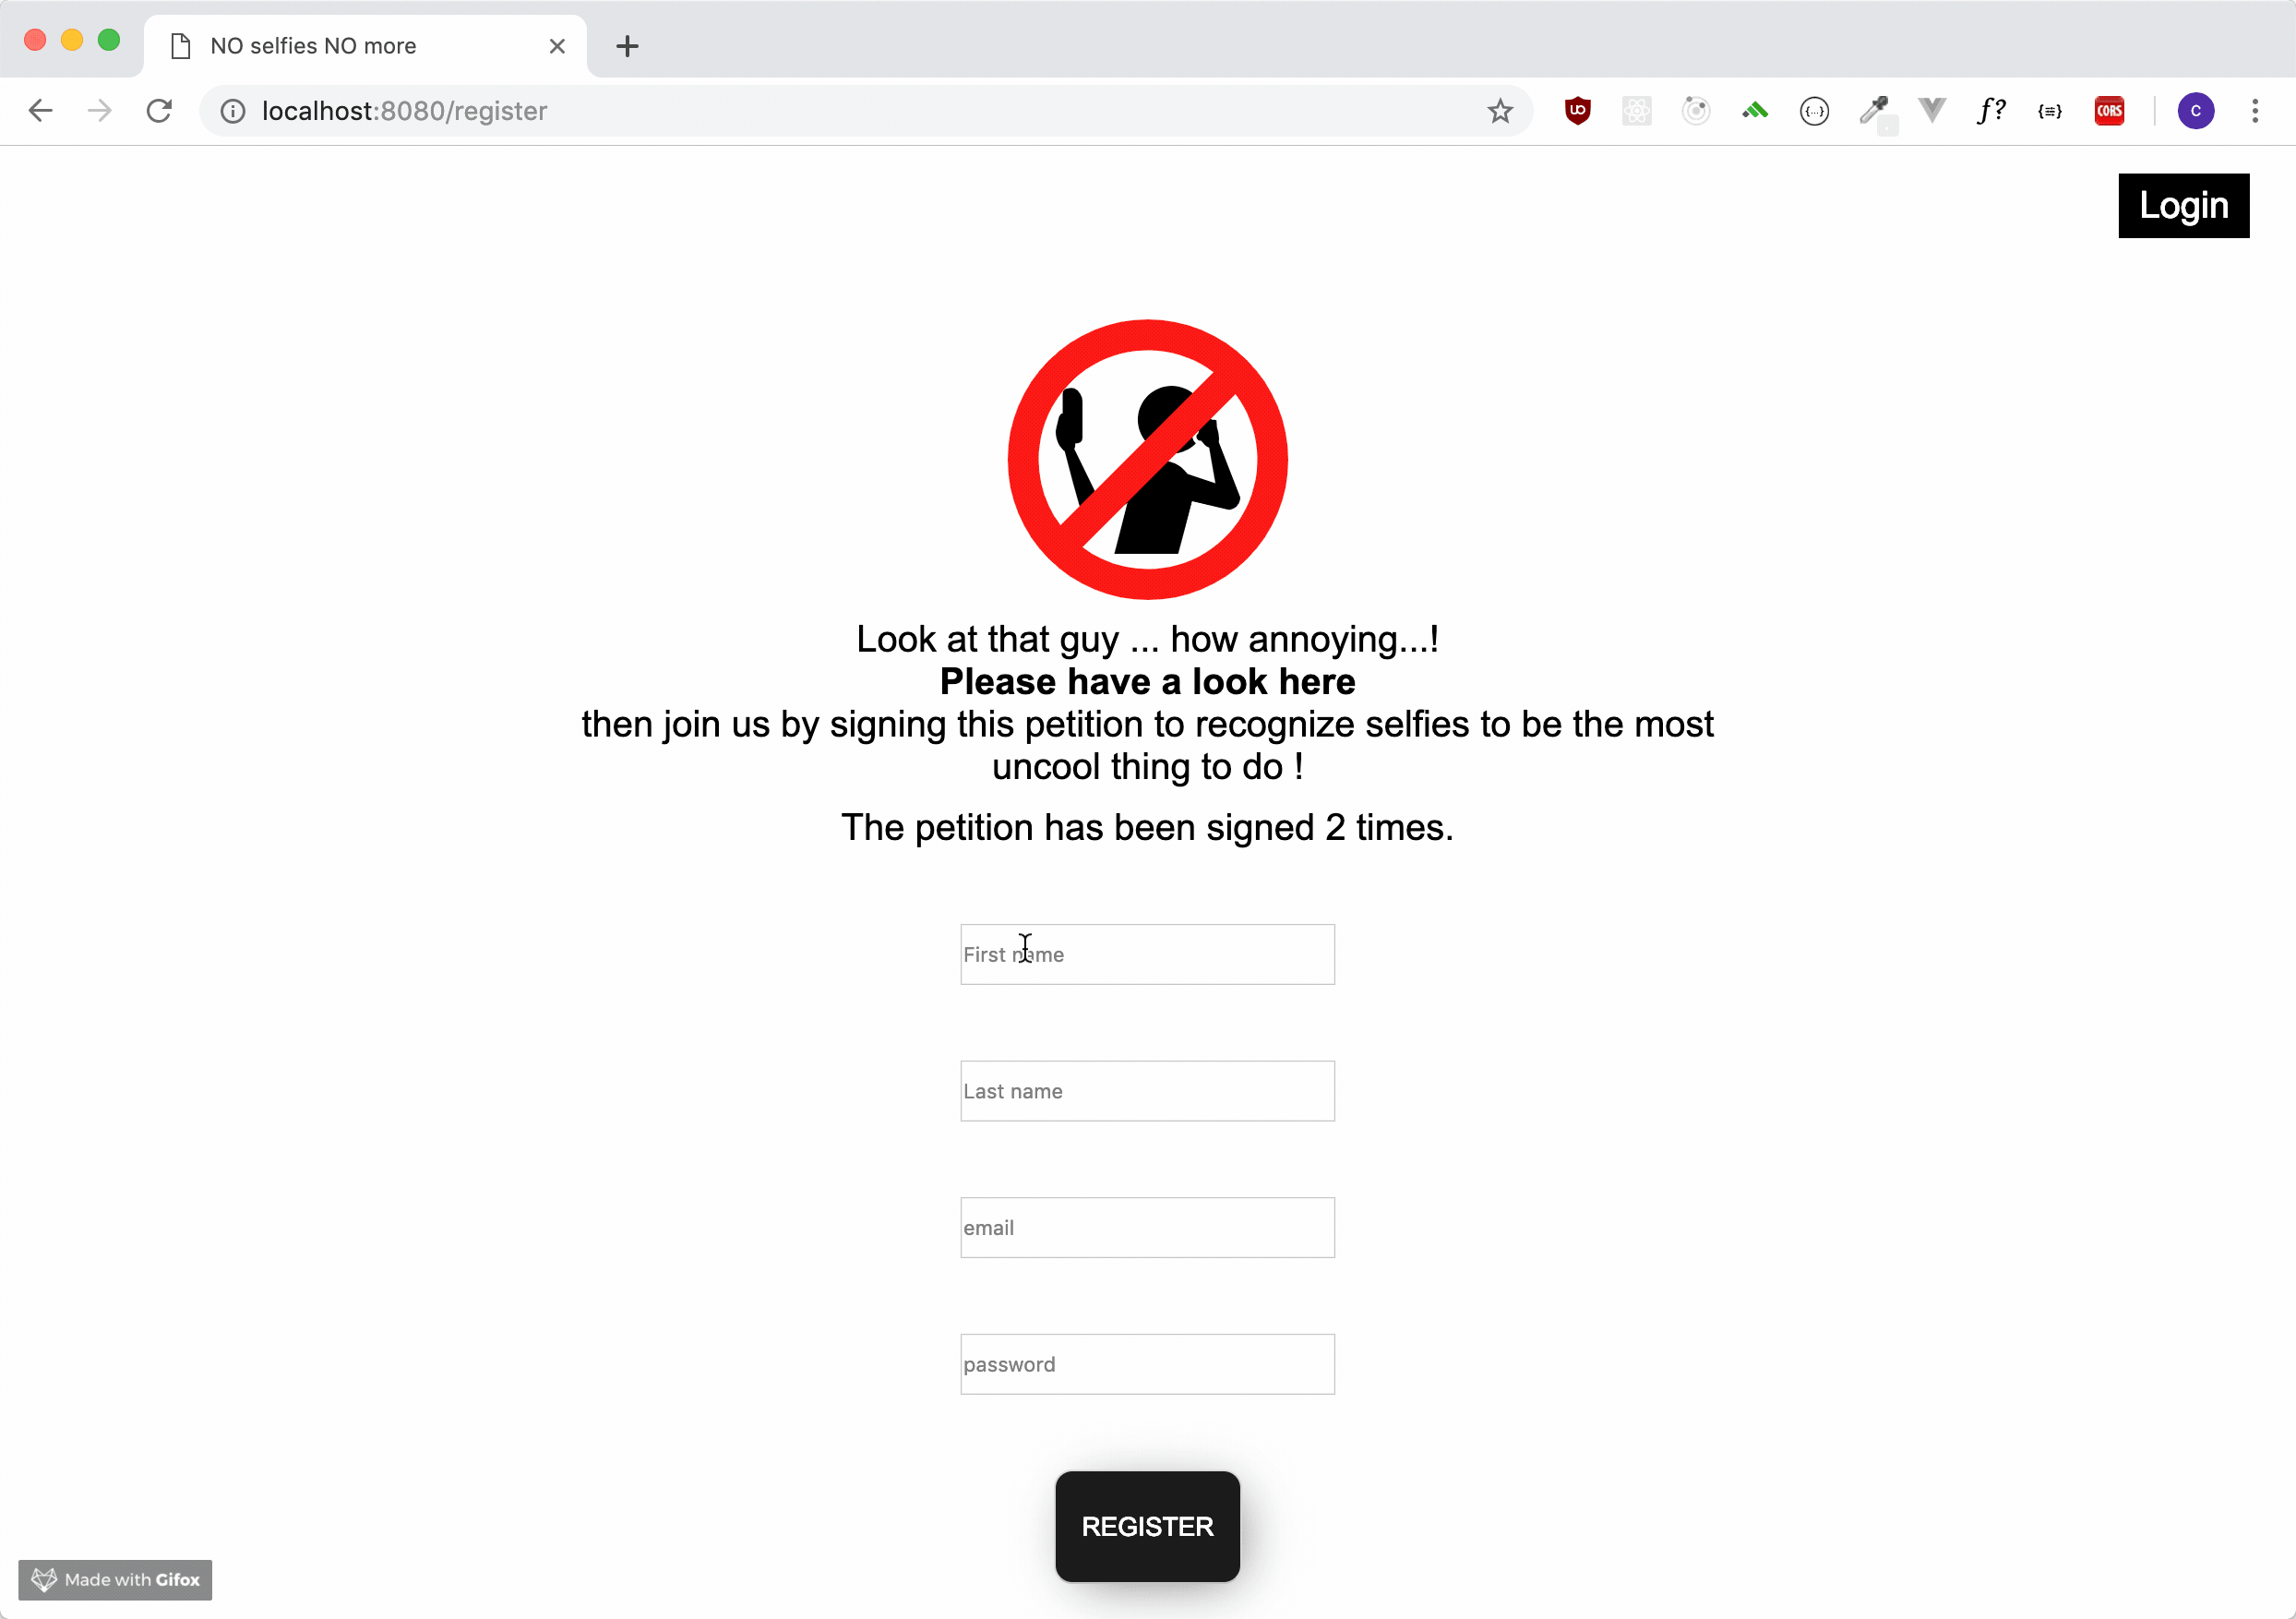 NO selfies NO more
localhost:8080/register
UD
{...}
f?
CORS
C
Login
Look at that guy ... how annoying...!
Please have a look here
then join us by signing this petition to recognize selfies to be the most
uncool thing to do !
The petition has been signed 2 times.
First name
Last name
email
password
REGISTER
Made with Gifox